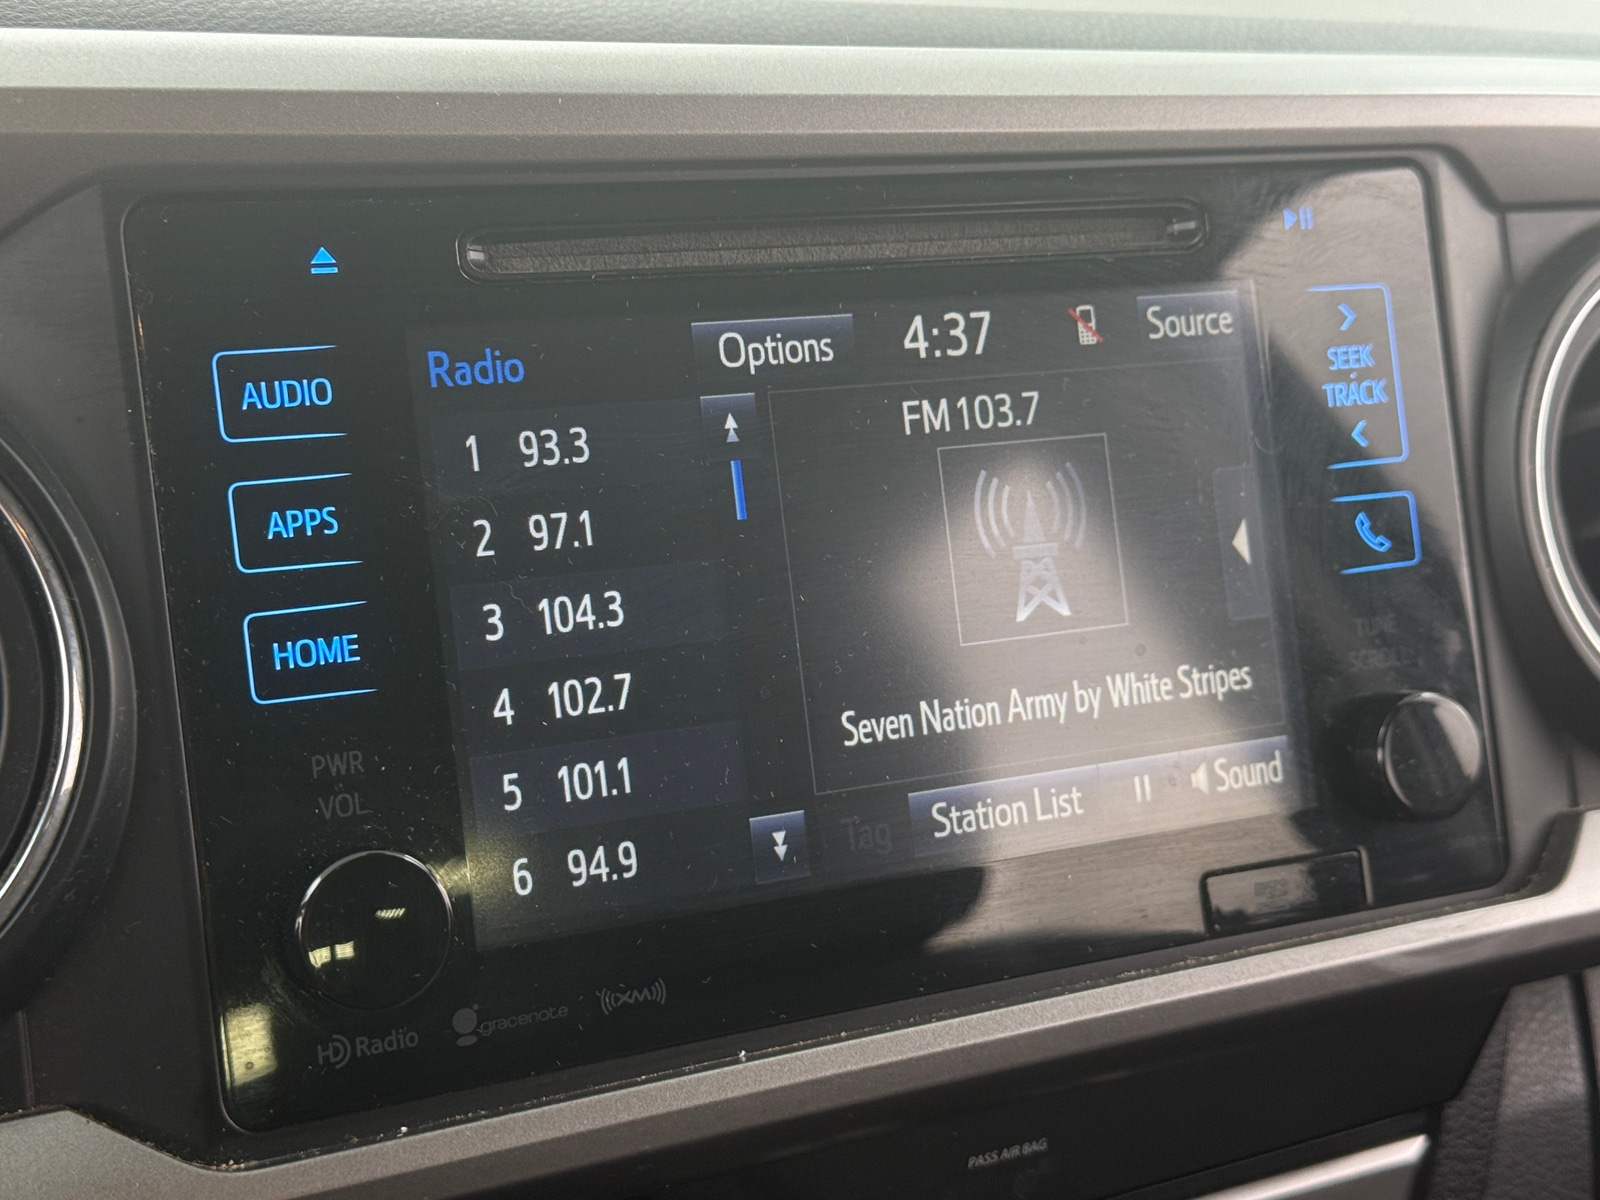 Radio
Options
4:37
Source
AUDIO
APPS
HOME
PWR
VOL
1 93.3
2 97.1
3 104.3
4 102.7
5 101.1
6 94.9
FM 103.7
Seven Nation Army by White Stripes
Tag
Station List
Sound
SEEK
TRACK
TUNE
SCROLL
HD Radio
gracenote
((XM))
PASS AIR BAG